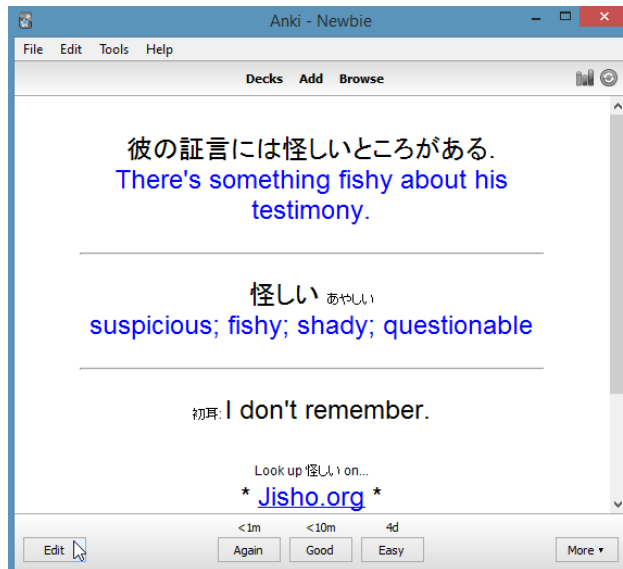 Anki - Newbie
File Edit Tools Help
Decks Add Browse
彼の証言には怪しいところがある.
There's something fishy about his
testimony.
怪しい あやしい
suspicious; fishy; shady; questionable
初耳: I don't remember.
Look up 怪しい on...
* Jisho.org *
<1m <10m 4d
Edit Again Good Easy More ▾